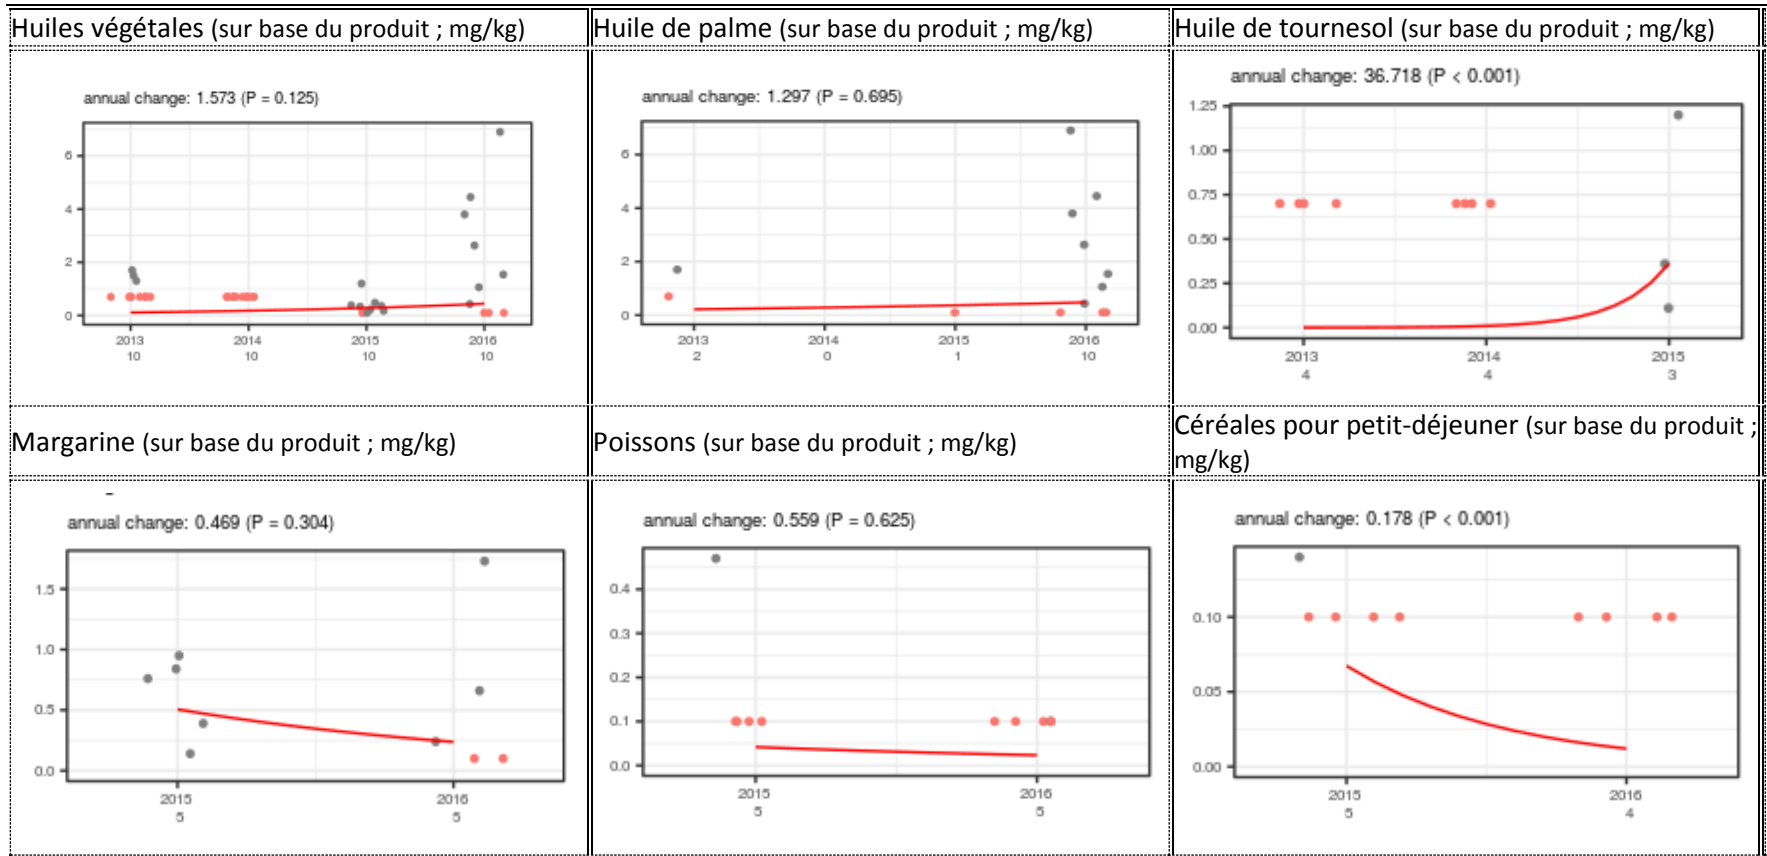 Huiles végétales (sur base du produit ; mg/kg)
Huile de palme (sur base du produit ; mg/kg)
Huile de tournesol (sur base du produit ; mg/kg)
annual change: 1.573 (P = 0.125)
6
4
2
0
2013 2014 2015 2016
10 10 10 10
annual change: 1.297 (P = 0.695)
6
4
2
0
2013 2014 2015 2016
2 0 1 10
annual change: 36.718 (P < 0.001)
1.25
1.00
0.75
0.50
0.25
0.00
2013 2014 2015
4 4 3
Margarine (sur base du produit ; mg/kg)
Poissons (sur base du produit ; mg/kg)
Céréales pour petit-déjeuner (sur base du produit ;
mg/kg)
annual change: 0.469 (P = 0.304)
1.5
1.0
0.5
0.0
2015 2016
5 5
annual change: 0.559 (P = 0.625)
0.4
0.3
0.2
0.1
0.0
2015 2016
5 5
annual change: 0.178 (P < 0.001)
0.10
0.05
0.00
2015 2016
5 4